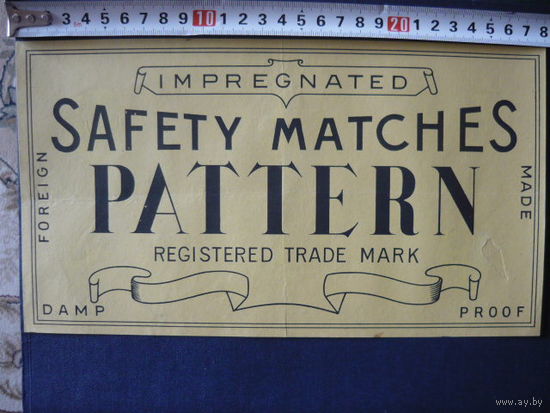 3 4 5 6 7 8 9 10 1 2 3 4 5 6 7 8 9 20 1 2 3 4 5 6 7 8
IMPREGNATED
SAFETY MATCHES
FOREIGN
MADE
PATTERN
REGISTERED TRADE MARK
DAMP PROOF
www.ay.by